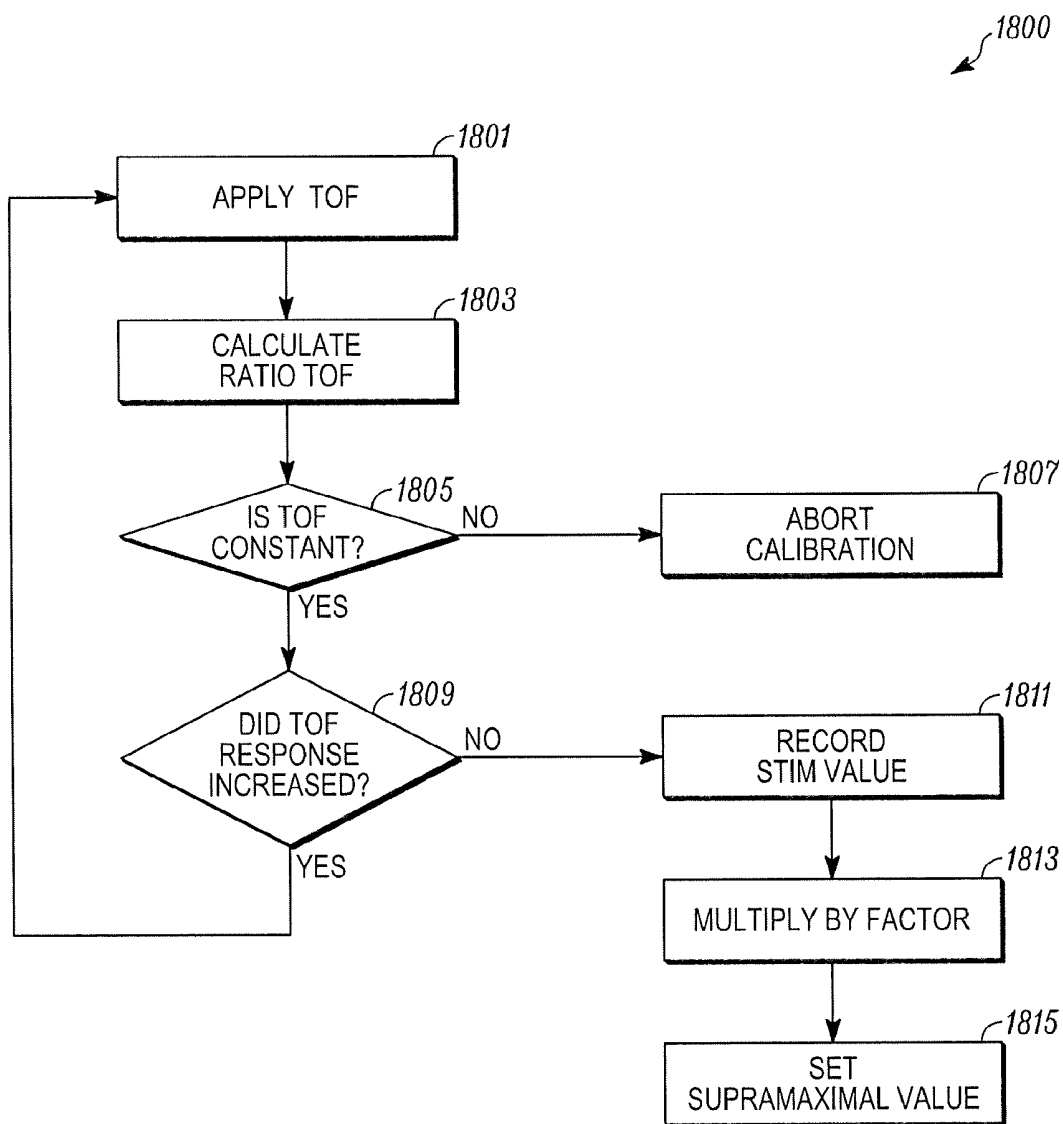 1800
1801
APPLY TOF
1803
CALCULATE
RATIO TOF
1805
IS TOF
CONSTANT?
NO
YES
1807
ABORT
CALIBRATION
1809
DID TOF
RESPONSE
INCREASED?
NO
YES
1811
RECORD
STIM VALUE
1813
MULTIPLY BY FACTOR
1815
SET
SUPRAMAXIMAL VALUE